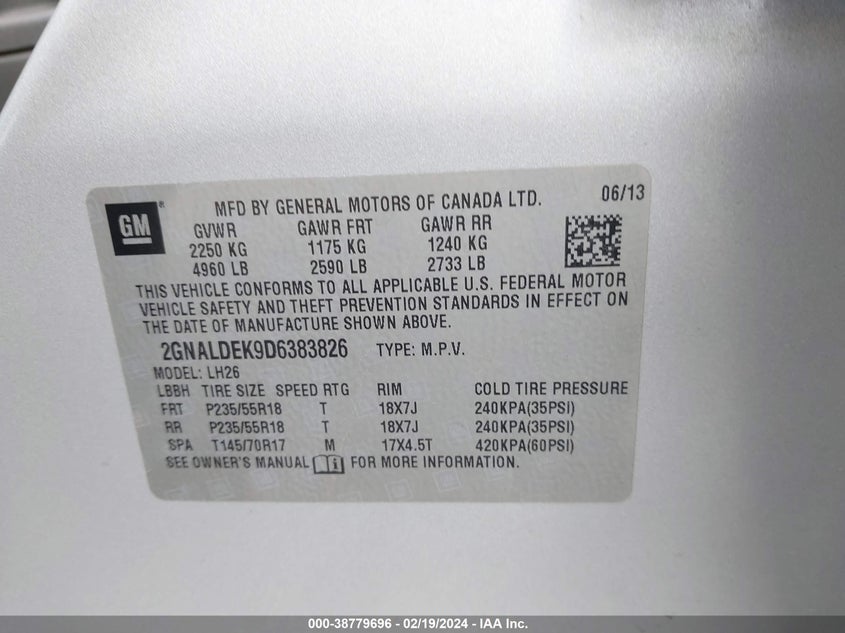 GM
MFD BY GENERAL MOTORS OF CANADA LTD. 06/13
GVWR GAWR FRT GAWR RR
2250 KG 1175 KG 1240 KG
4960 LB 2590 LB 2733 LB
THIS VEHICLE CONFORMS TO ALL APPLICABLE U.S. FEDERAL MOTOR
VEHICLE SAFETY AND THEFT PREVENTION STANDARDS IN EFFECT ON
THE DATE OF MANUFACTURE SHOWN ABOVE.
2GNALDEK9D6383826 TYPE: M.P.V.
MODEL: LH26
LBBH TIRE SIZE SPEED RTG RIM COLD TIRE PRESSURE
FRT P235/55R18 T 18X7J 240KPA(35PSI)
RR P235/55R18 T 18X7J 240KPA(35PSI)
SPA T145/70R17 M 17X4.5T 420KPA(60PSI)
SEE OWNER'S MANUAL i FOR MORE INFORMATION.
000-38779696 - 02/19/2024 - IAA Inc.